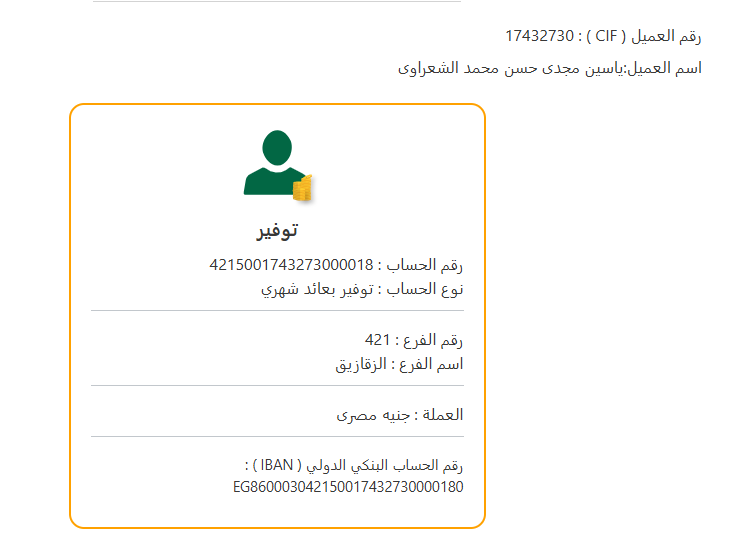 رقم العميل ( CIF ) : 17432730
اسم العميل:ياسين مجدى حسن محمد الشعراوى
توفير
رقم الحساب : 4215001743273000018
نوع الحساب : توفير بعائد شهري
رقم الفرع : 421
اسم الفرع : الزقازيق
العملة : جنيه مصرى
رقم الحساب البنكي الدولي ( IBAN ) :
EG860003042150017432730000180